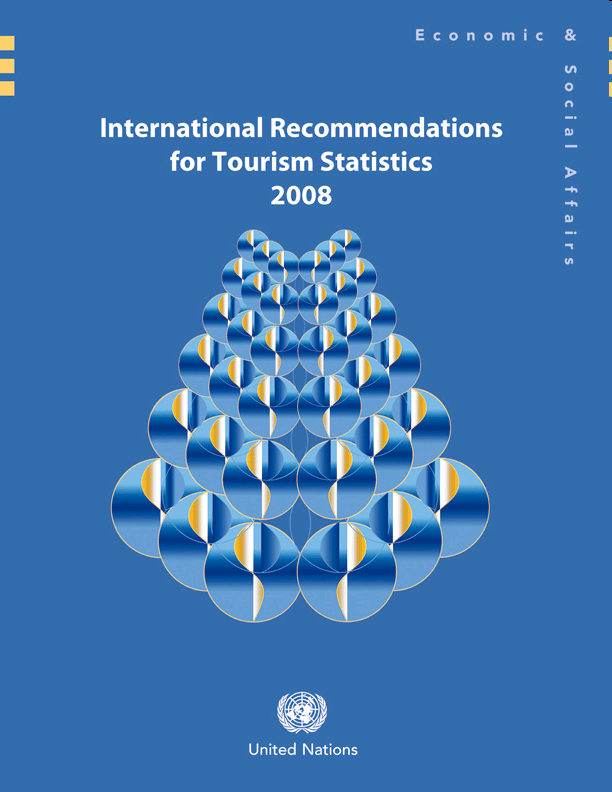 Economic &
Social Affairs
International Recommendations
for Tourism Statistics
2008
United Nations